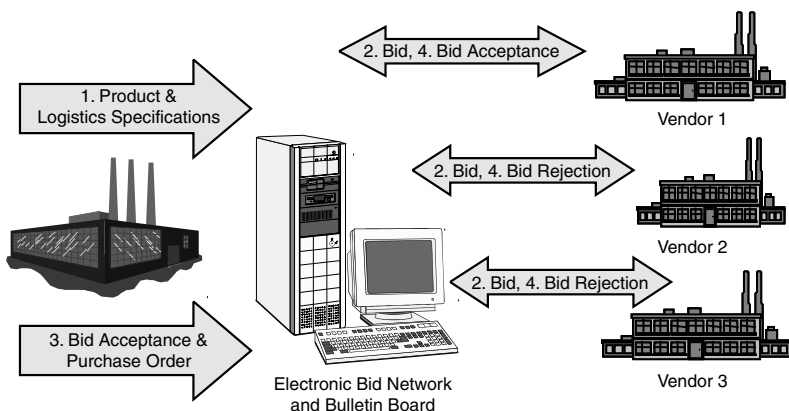 1. Product &
Logistics Specifications
2. Bid, 4. Bid Acceptance
Vendor 1
2. Bid, 4. Bid Rejection
Vendor 2
2. Bid, 4. Bid Rejection
Vendor 3
3. Bid Acceptance &
Purchase Order
Electronic Bid Network
and Bulletin Board